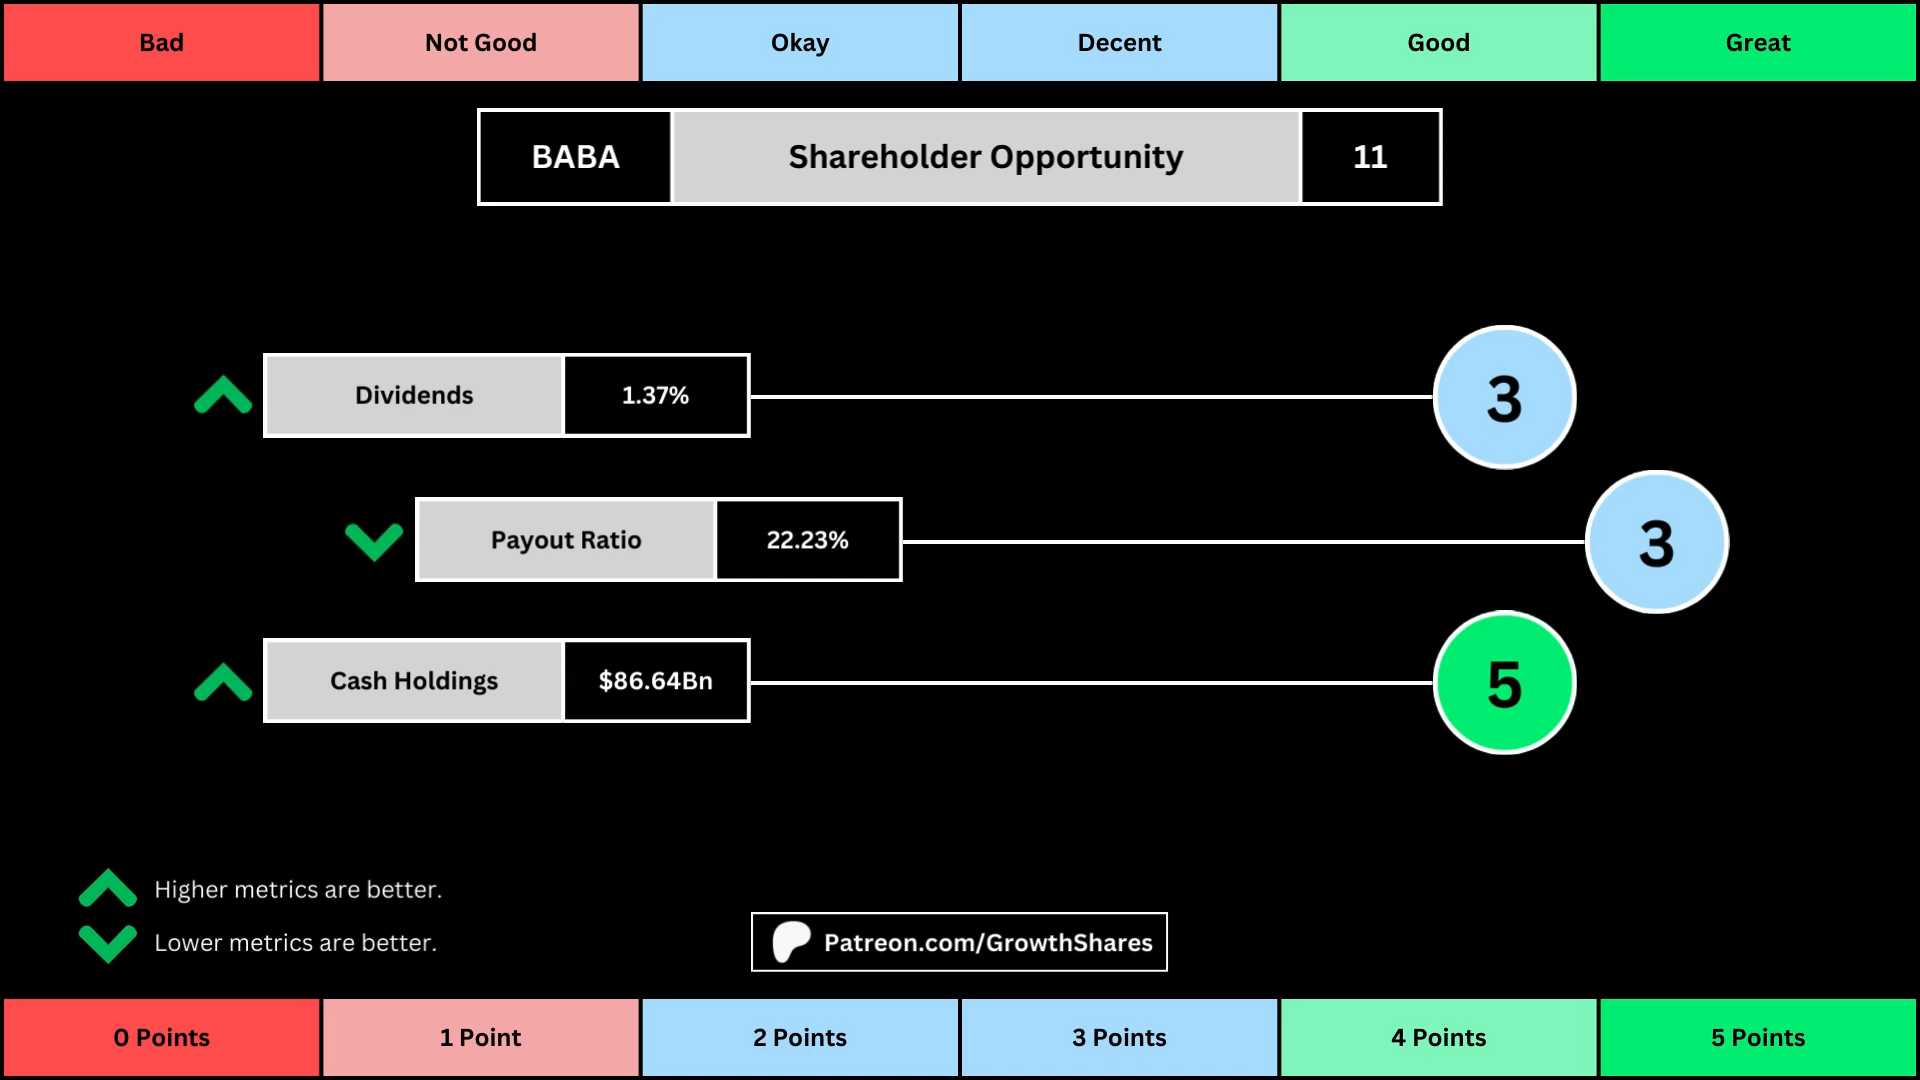 Bad
Not Good
Okay
Decent
Good
Great
BABA
Shareholder Opportunity
11
Dividends
1.37%
3
Payout Ratio
22.23%
3
Cash Holdings
$86.64Bn
5
Higher metrics are better.
Lower metrics are better.
Patreon.com/GrowthShares
0 Points
1 Point
2 Points
3 Points
4 Points
5 Points